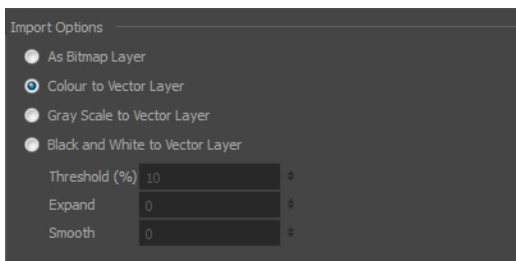 Import Options
As Bitmap Layer
Colour to Vector Layer
Gray Scale to Vector Layer
Black and White to Vector Layer
Threshold (%) 10
Expand 0
Smooth 0